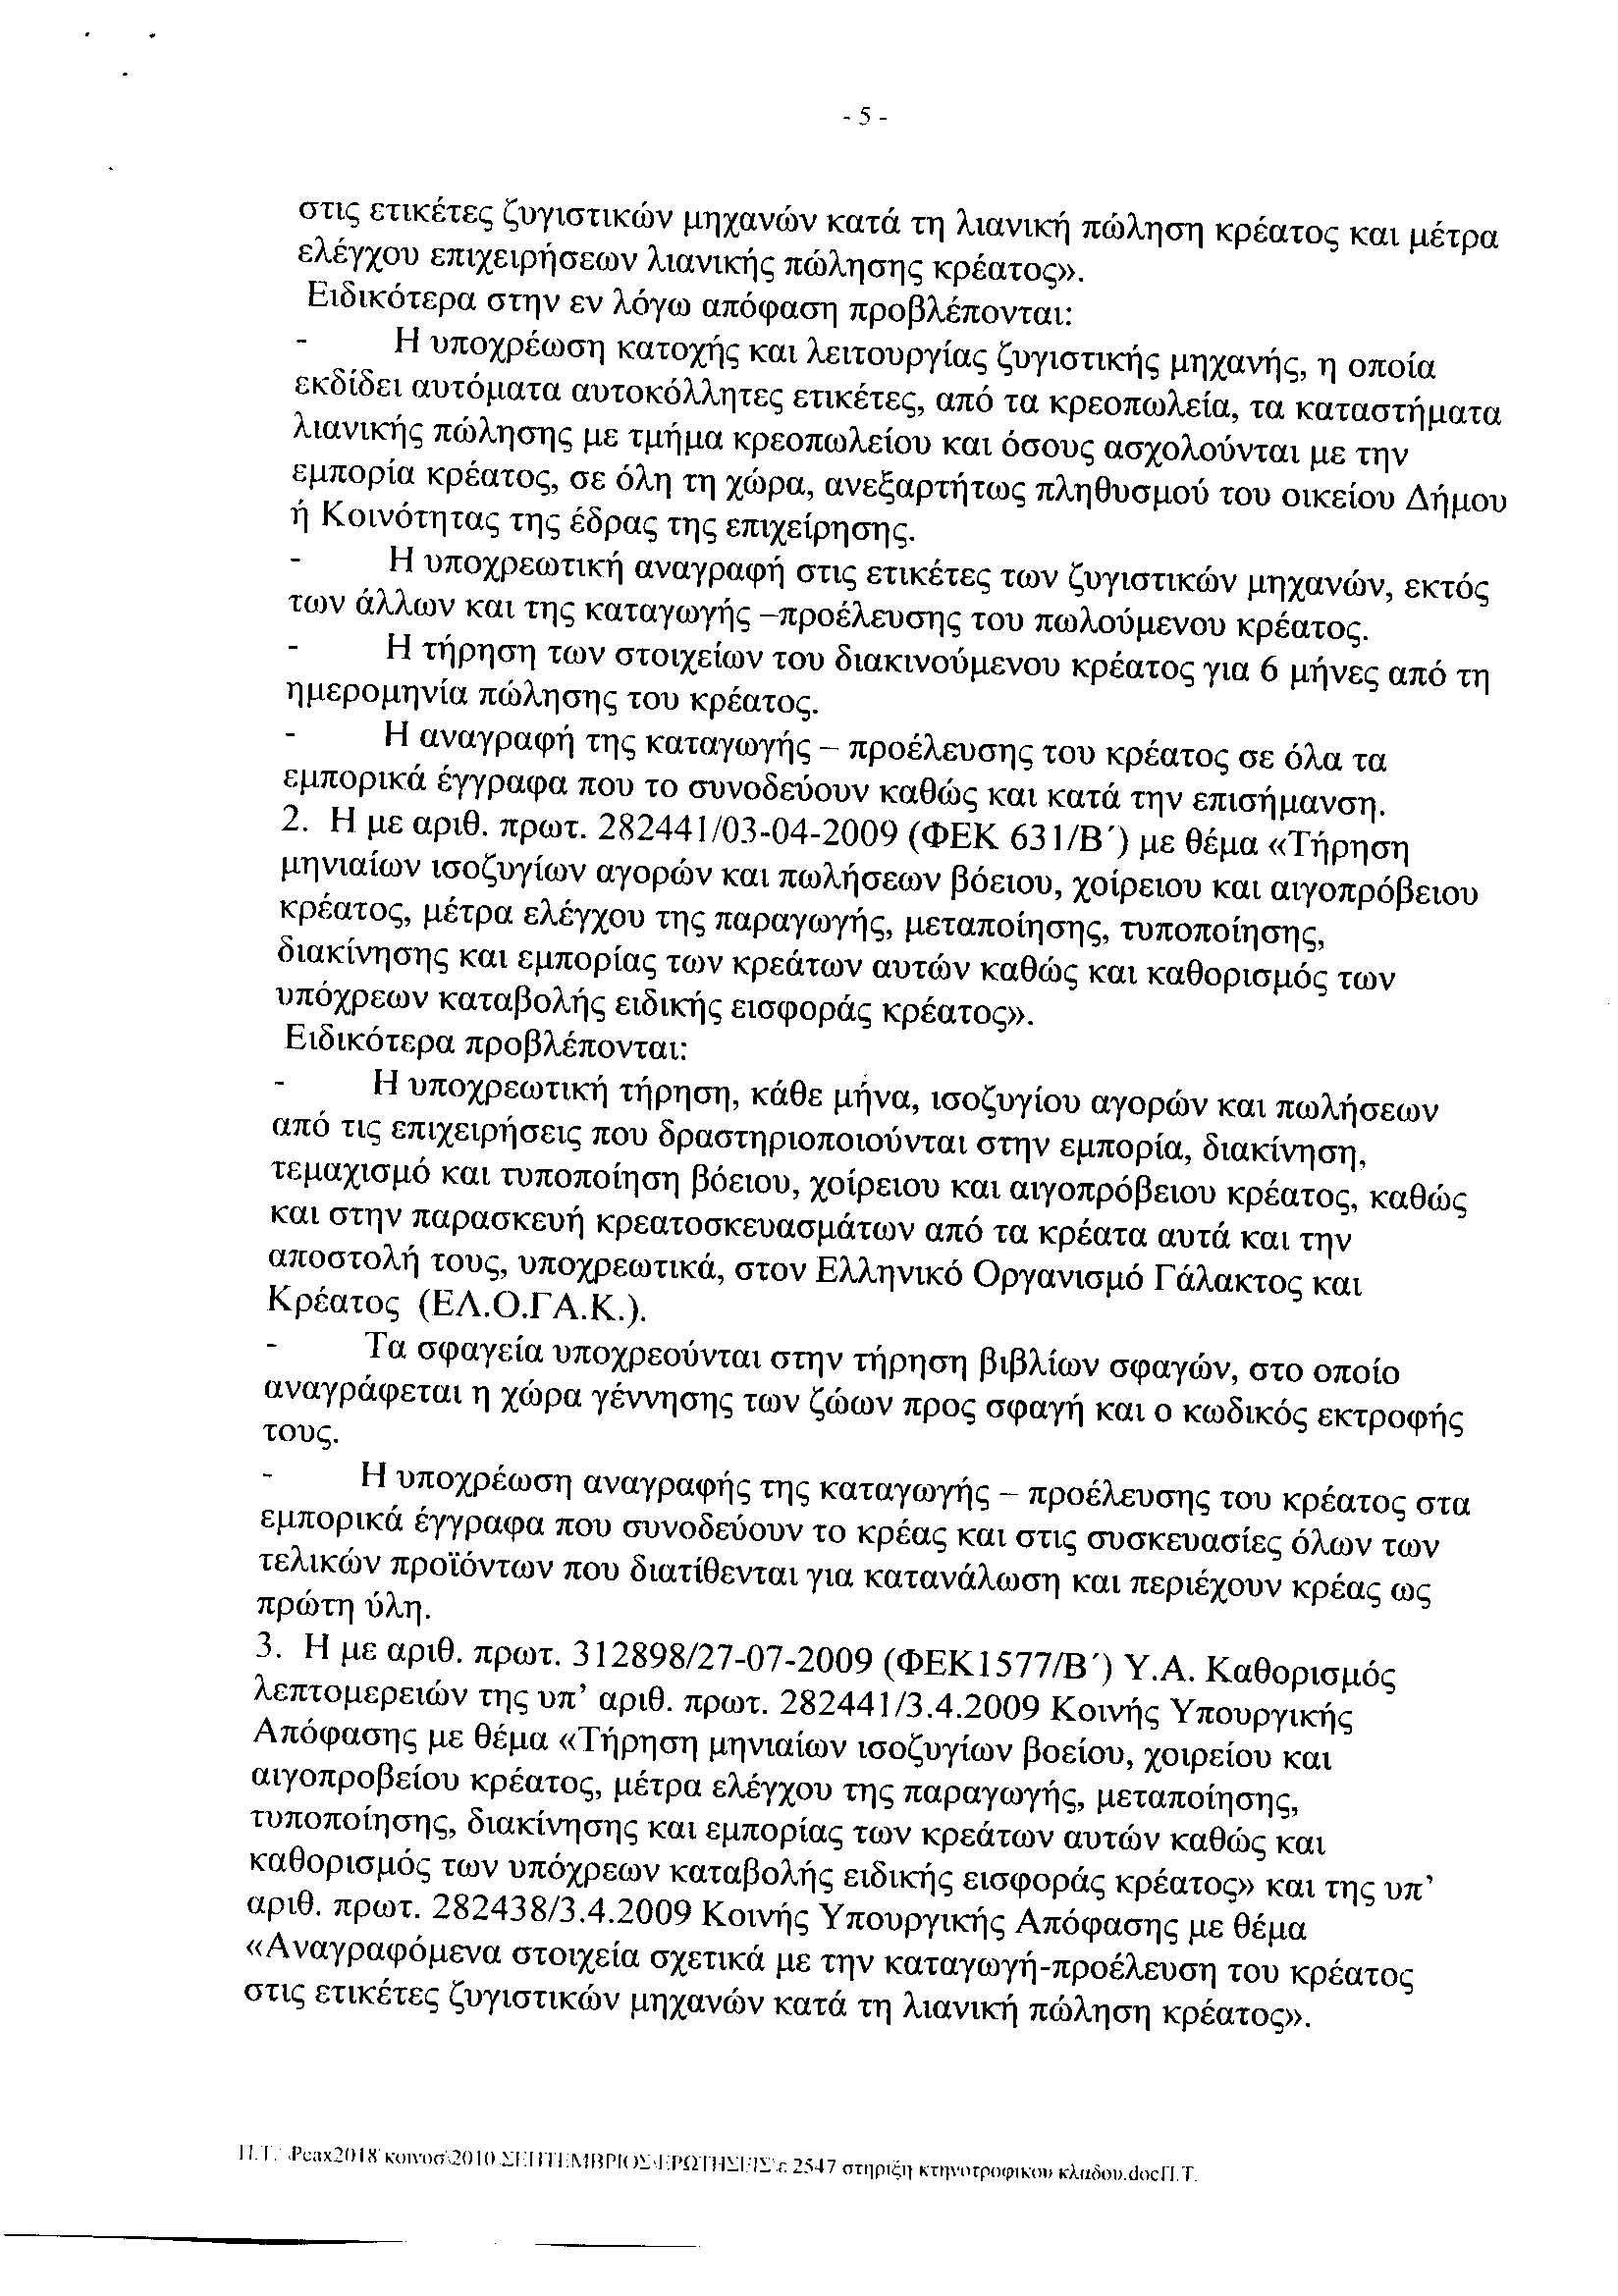 - 5 -
στις ετικέτες ζυγιστικών μηχανών κατά τη λιανική πώληση κρέατος και μέτρα
ελέγχου επιχειρήσεων λιανικής πώλησης κρέατος».
Ειδικότερα στην εν λόγω απόφαση προβλέπονται:
- Η υποχρέωση κατοχής και λειτουργίας ζυγιστικής μηχανής, η οποία
εκδίδει αυτόματα αυτοκόλλητες ετικέτες, από τα κρεοπωλεία, τα καταστήματα
λιανικής πώλησης με τμήμα κρεοπωλείου και όσους ασχολούνται με την
εμπορία κρέατος, σε όλη τη χώρα, ανεξαρτήτως πληθυσμού του οικείου Δήμου
ή Κοινότητας της έδρας της επιχείρησης.
- Η υποχρεωτική αναγραφή στις ετικέτες των ζυγιστικών μηχανών, εκτός
των άλλων και της καταγωγής –προέλευσης του πωλούμενου κρέατος.
- Η τήρηση των στοιχείων του διακινούμενου κρέατος για 6 μήνες από τη
ημερομηνία πώλησης του κρέατος.
- Η αναγραφή της καταγωγής – προέλευσης του κρέατος σε όλα τα
εμπορικά έγγραφα που το συνοδεύουν καθώς και κατά την επισήμανση.
2. Η με αριθ. πρωτ. 282441/03-04-2009 (ΦΕΚ 631/Β΄) με θέμα «Τήρηση
μηνιαίων ισοζυγίων αγορών και πωλήσεων βόειου, χοίρειου και αιγοπρόβειου
κρέατος, μέτρα ελέγχου της παραγωγής, μεταποίησης, τυποποίησης,
διακίνησης και εμπορίας των κρεάτων αυτών καθώς και καθορισμός των
υπόχρεων καταβολής ειδικής εισφοράς κρέατος».
Ειδικότερα προβλέπονται:
- Η υποχρεωτική τήρηση, κάθε μήνα, ισοζυγίου αγορών και πωλήσεων
από τις επιχειρήσεις που δραστηριοποιούνται στην εμπορία, διακίνηση,
τεμαχισμό και τυποποίηση βόειου, χοίρειου και αιγοπρόβειου κρέατος, καθώς
και στην παρασκευή κρεατοσκευασμάτων από τα κρέατα αυτά και την
αποστολή τους, υποχρεωτικά, στον Ελληνικό Οργανισμό Γάλακτος και
Κρέατος (ΕΛ.Ο.ΓΑ.Κ.).
- Τα σφαγεία υποχρεούνται στην τήρηση βιβλίων σφαγών, στο οποίο
αναγράφεται η χώρα γέννησης των ζώων προς σφαγή και ο κωδικός εκτροφής
τους.
- Η υποχρέωση αναγραφής της καταγωγής – προέλευσης του κρέατος στα
εμπορικά έγγραφα που συνοδεύουν το κρέας και στις συσκευασίες όλων των
τελικών προϊόντων που διατίθενται για κατανάλωση και περιέχουν κρέας ως
πρώτη ύλη.
3. Η με αριθ. πρωτ. 312898/27-07-2009 (ΦΕΚ1577/Β΄) Υ.Α. Καθορισμός
λεπτομερειών της υπ’ αριθ. πρωτ. 282441/3.4.2009 Κοινής Υπουργικής
Απόφασης με θέμα «Τήρηση μηνιαίων ισοζυγίων βοείου, χοιρείου και
αιγοπροβείου κρέατος, μέτρα ελέγχου της παραγωγής, μεταποίησης,
τυποποίησης, διακίνησης και εμπορίας των κρεάτων αυτών καθώς και
καθορισμός των υπόχρεων καταβολής ειδικής εισφοράς κρέατος» και της υπ’
αριθ. πρωτ. 282438/3.4.2009 Κοινής Υπουργικής Απόφασης με θέμα
«Αναγραφόμενα στοιχεία σχετικά με την καταγωγή-προέλευση του κρέατος
στις ετικέτες ζυγιστικών μηχανών κατά τη λιανική πώληση κρέατος».
2547 στηριξη κτηνοτροφικου κλαδου.docΠ.Τ.